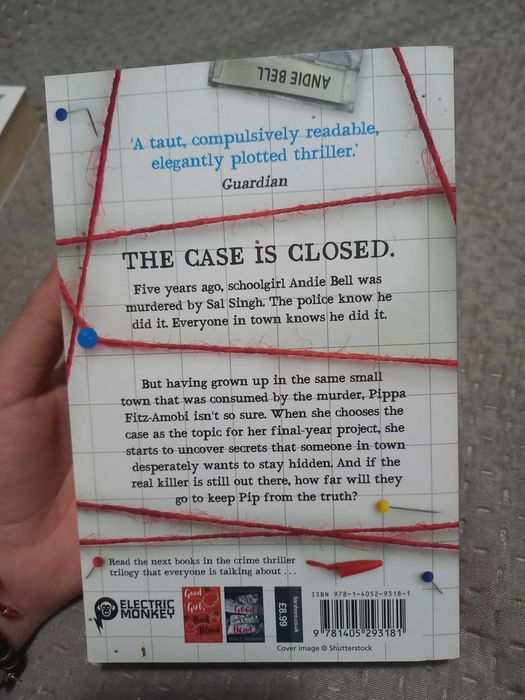 ANDIE BELL
'A taut, compulsively readable,
elegantly plotted thriller.'
Guardian
THE CASE iS CLOSED.
Five years ago, schoolgirl Andie Bell was
murdered by Sal Singh. The police know he
did it. Everyone in town knows he did it.
But having grown up in the same small
town that was consumed by the murder, Pippa
Fitz-Amobi isn't so sure. When she chooses the
case as the topic for her final-year project, she
starts to uncover secrets that someone in town
desperately wants to stay hidden. And if the
real killer is still out there, how far will they
go to keep Pip from the truth?
Read the next books in the crime thriller
trilogy that everyone is talking about ...
ELECTRIC
MONKEY
Good
Girl,
Bad
Blood
As
Good
As
Dead
HOLLY JACKSON
£8.99
ISBN 978-1-4052-9318-1
9 781405 293181
Cover image © Shutterstock